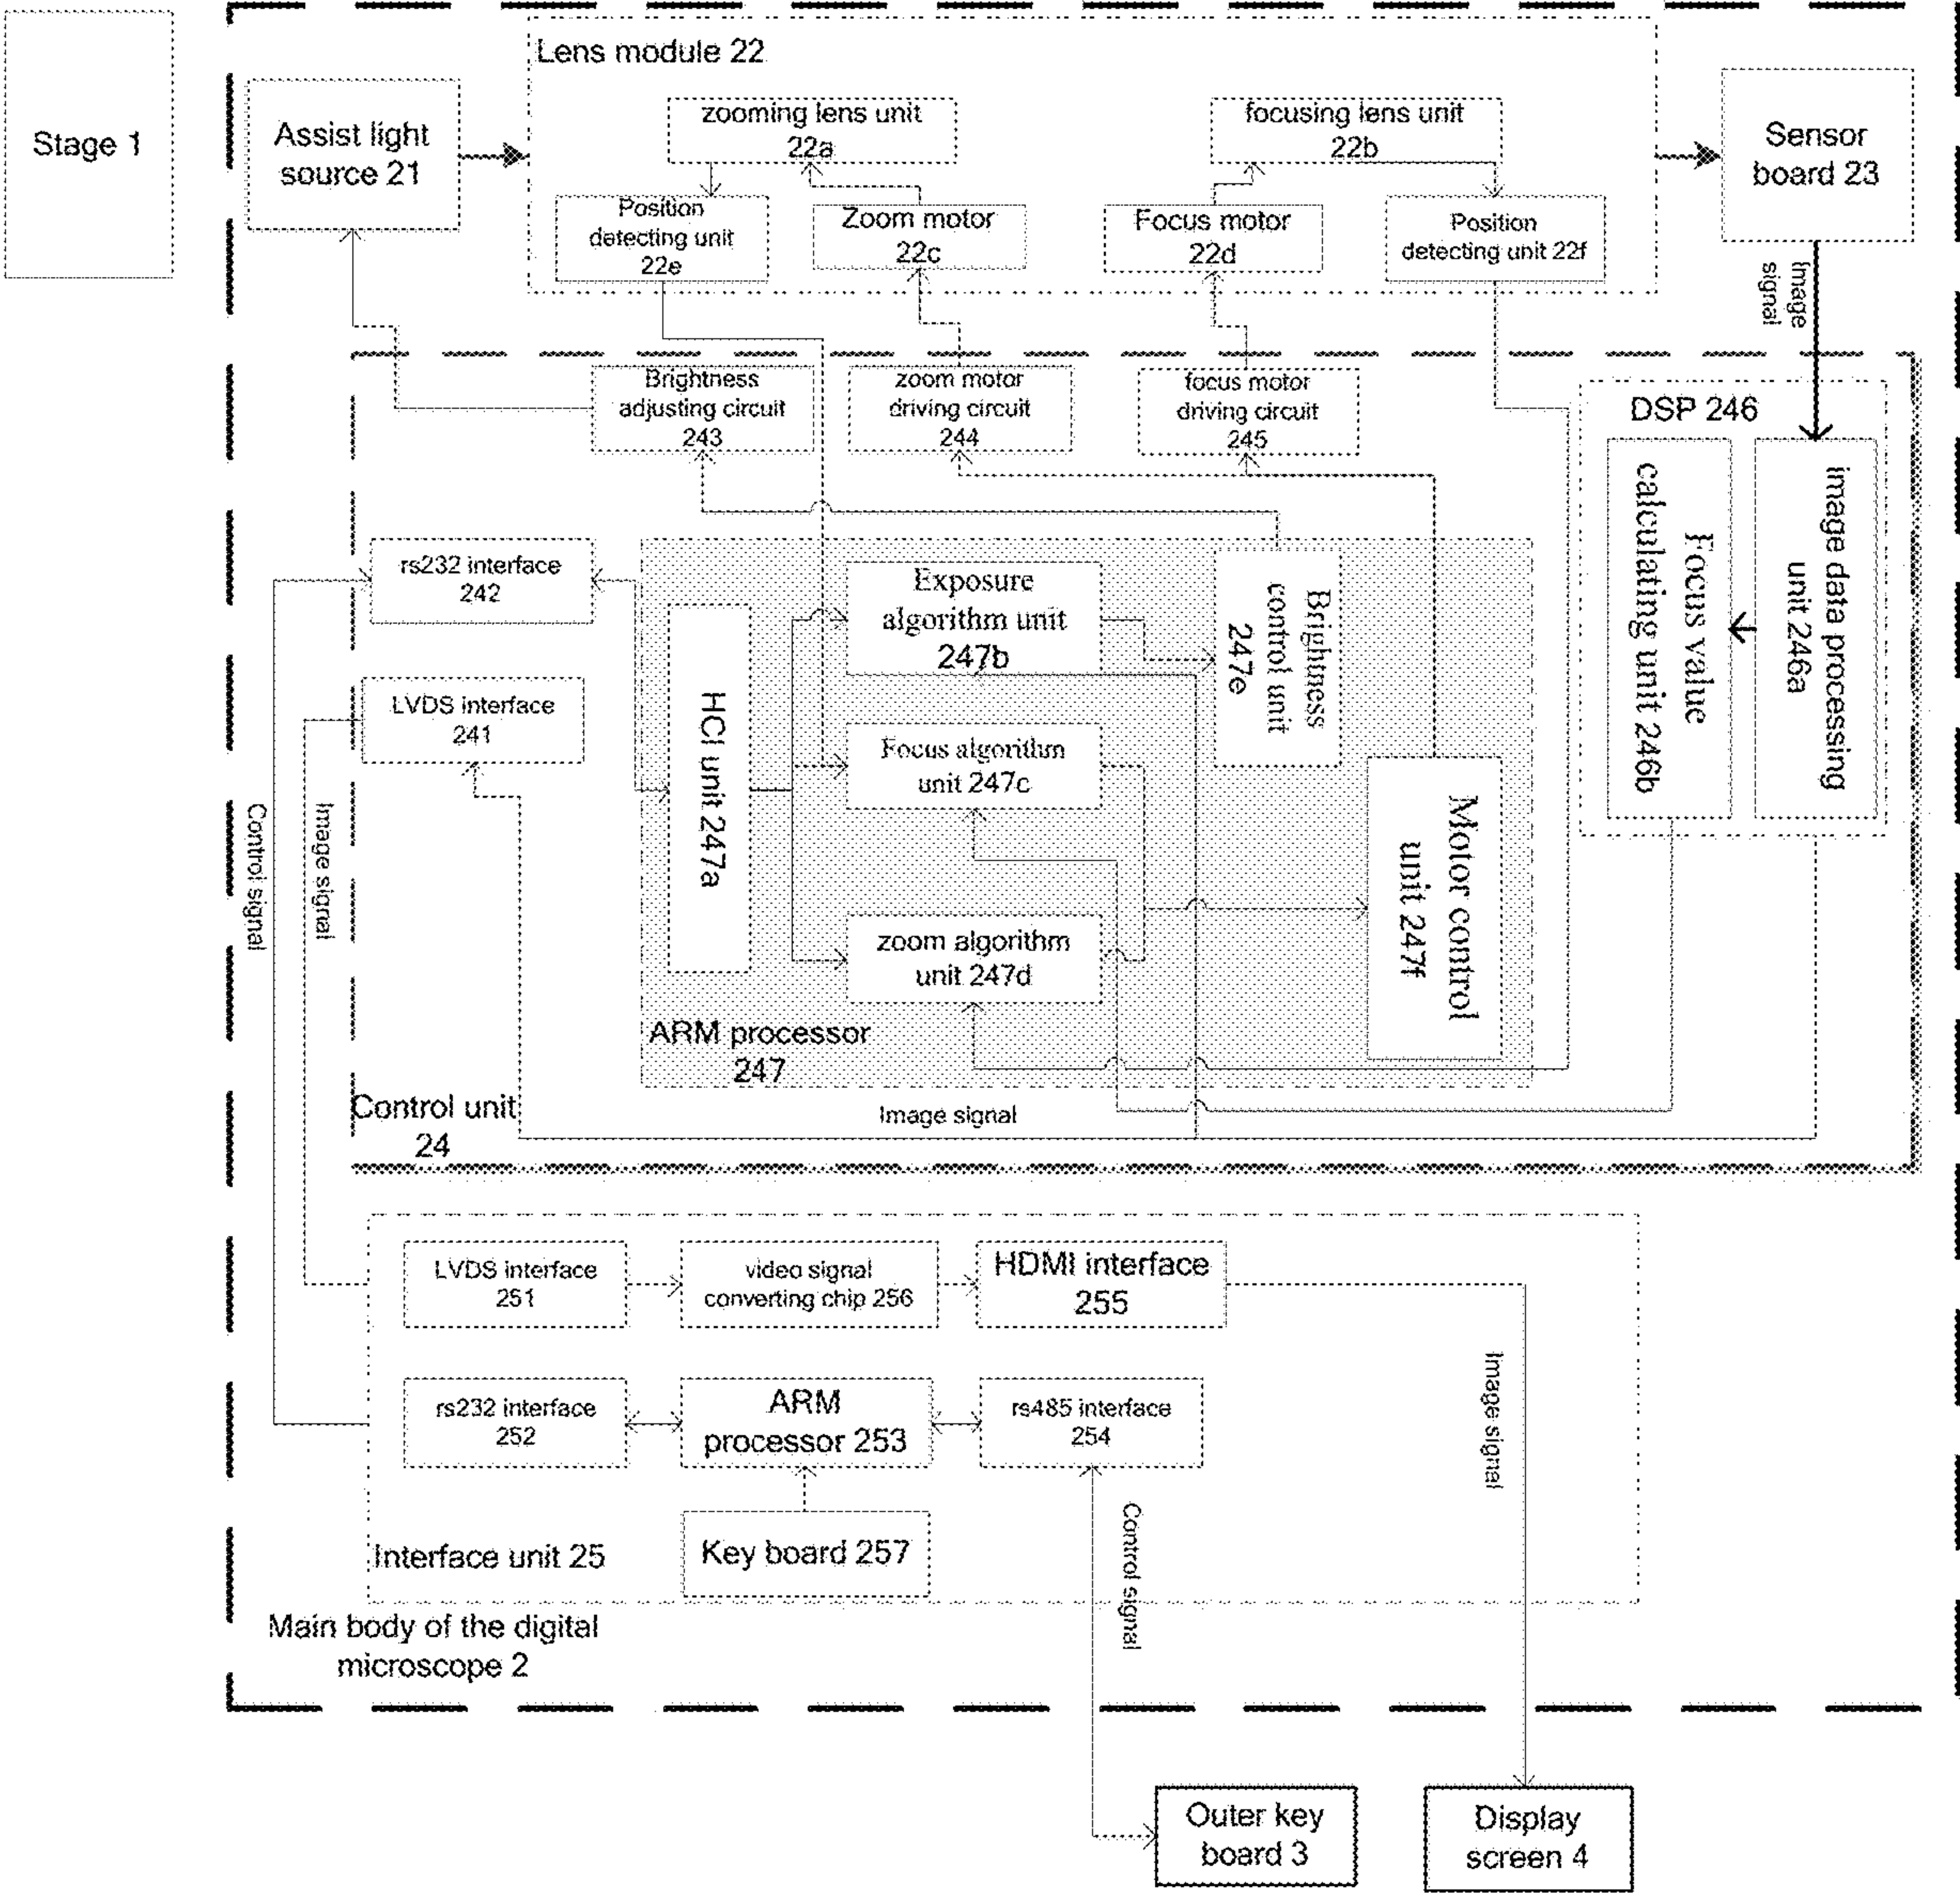 Stage 1
Lens module 22
Assist light
source 21
zooming lens unit
22a
focusing lens unit
22b
Sensor
board 23
Position
detecting unit
22e
Zoom motor
22c
Focus motor
22d
Position
detecting unit 22f
Image
signal
Brightness
adjusting circuit
243
zoom motor
driving circuit
244
focus motor
driving circuit
245
DSP 246
Focus value
calculating unit 246b
image data processing
unit 246a
rs232 interface
242
LVDS interface
241
HCI unit 247a
Exposure
algorithm unit
247b
Brightness
control unit
247e
Focus algorithm
unit 247c
zoom algorithm
unit 247d
Motor control
unit 247f
ARM processor
247
Control signal
Image signal
Control unit
24
Image signal
LVDS interface
251
video signal
converting chip 256
HDMI interface
255
rs232 interface
252
ARM
processor 253
rs485 interface
254
Image signal
Key board 257
Control signal
Interface unit 25
Main body of the digital
microscope 2
Outer key
board 3
Display
screen 4